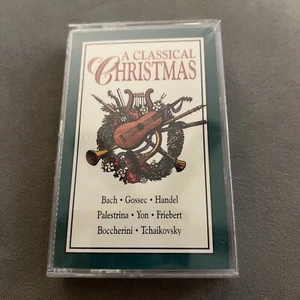 A CLASSICAL
CHRISTMAS
Bach • Gossec • Handel
Palestrina • Yon • Friebert
Boccherini • Tchaikovsky